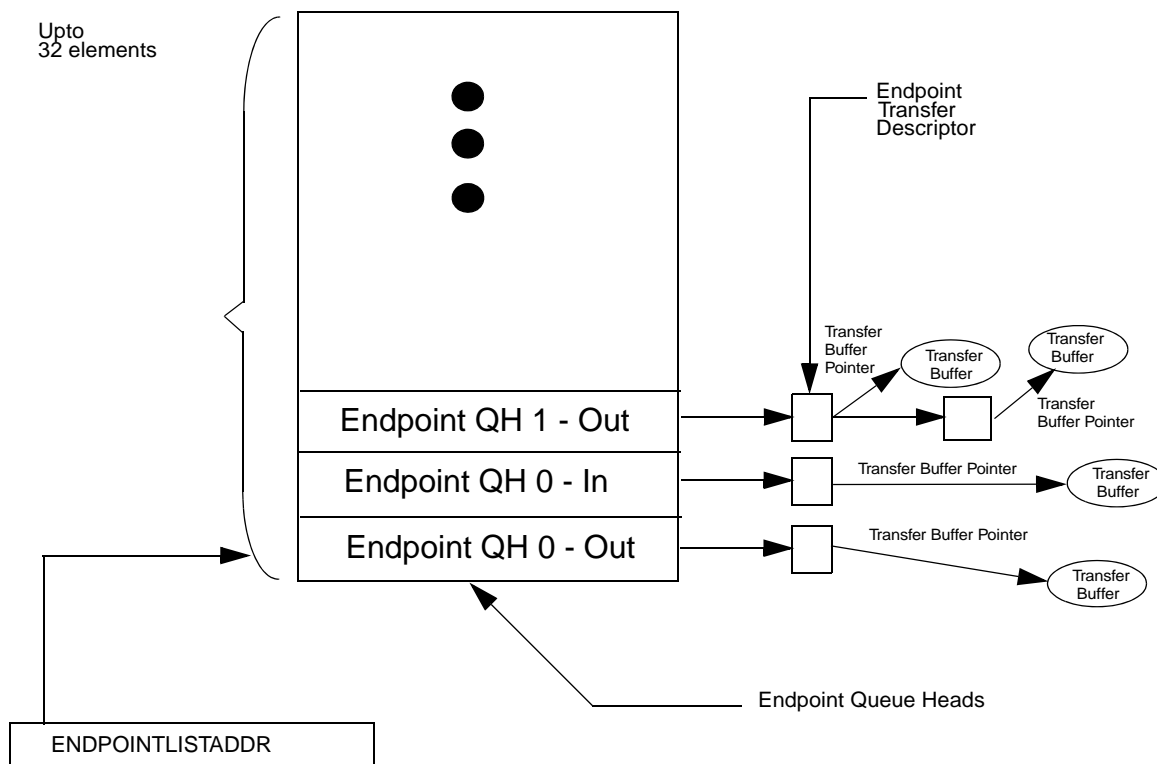 Upto
32 elements
Endpoint
Transfer
Descriptor
Transfer
Buffer
Pointer
Transfer
Buffer
Transfer
Buffer
Transfer
Buffer Pointer
Endpoint QH 1 - Out
Endpoint QH 0 - In
Transfer Buffer Pointer
Transfer
Buffer
Endpoint QH 0 - Out
Transfer Buffer Pointer
Transfer
Buffer
Endpoint Queue Heads
ENDPOINTLISTADDR